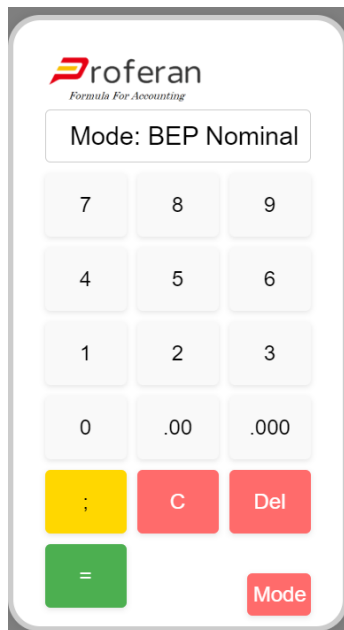 Proferan
Formula For Accounting
Mode: BEP Nominal
7 8 9
4 5 6
1 2 3
0 .00 .000
; C Del
= Mode